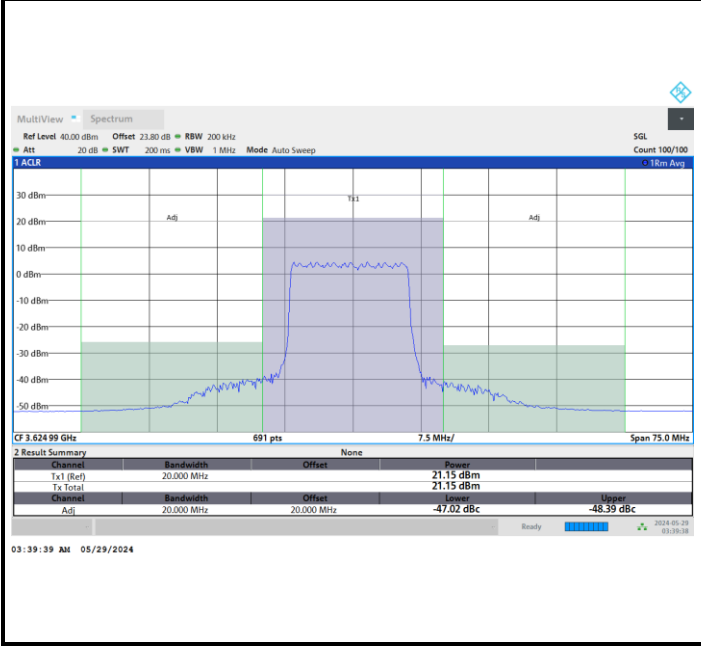 MultiView Spectrum
Ref Level 40.00 dBm Offset 23.80 dB RBW 200 kHz SGL
Att 20 dB SWT 200 ms VBW 1 MHz Mode Auto Sweep Count 100/100
1 ACLR 1Rm Avg
30 dBm
Tx1
20 dBm Adj Adj
10 dBm
0 dBm
-10 dBm
-20 dBm
-30 dBm
-40 dBm
-50 dBm
CF 3.62499 GHz 691 pts 7.5 MHz/ Span 75.0 MHz
2 Result Summary None
Channel Bandwidth Offset Power
Tx1 (Ref) 20.000 MHz 21.15 dBm
Tx Total 21.15 dBm
Channel Bandwidth Offset Lower Upper
Adj 20.000 MHz 20.000 MHz -47.02 dBc -48.39 dBc
Ready 2024-05-29
03:39:38
03:39:39 AM 05/29/2024